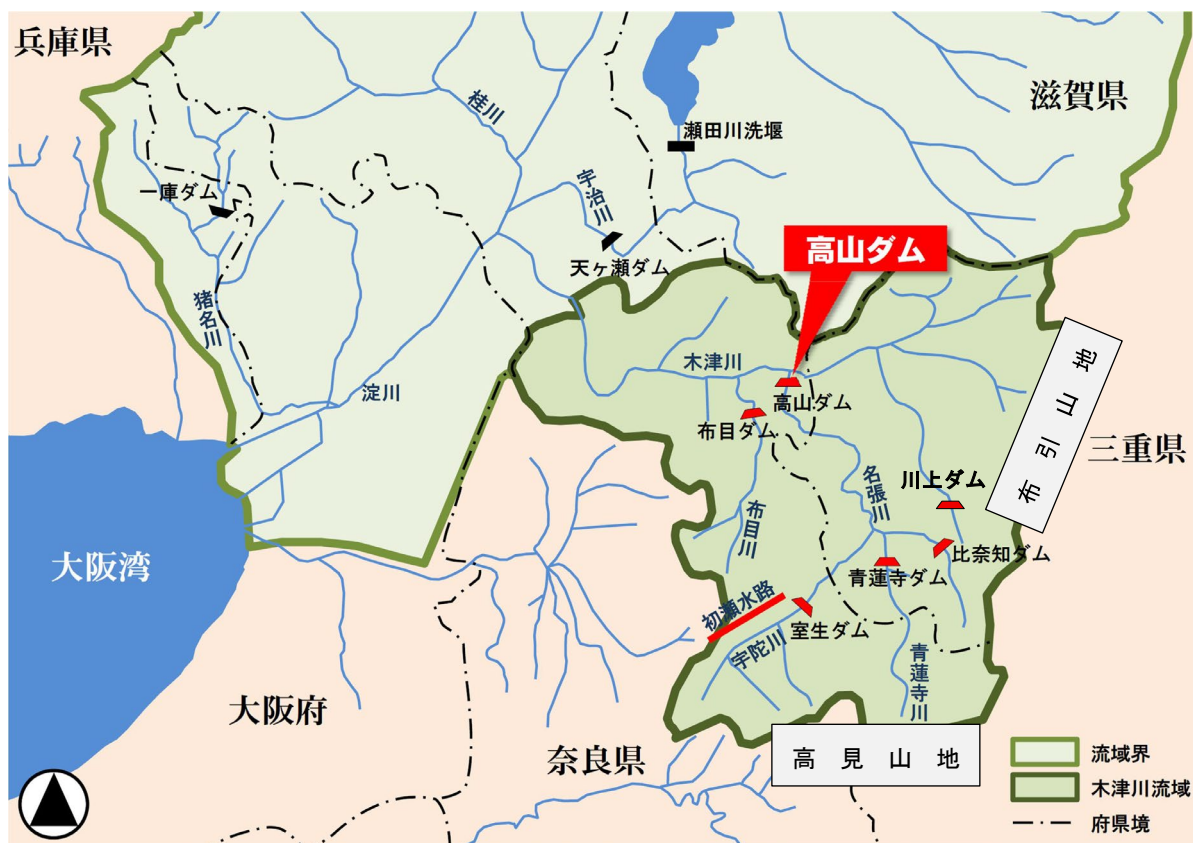 兵庫県
滋賀県
桂川
瀬田川洗堰
一庫ダム
宇治川
天ヶ瀬ダム
高山ダム
猪名川
淀川
木津川
高山ダム
布目ダム
布引山地
三重県
名張川
川上ダム
布目川
比奈知ダム
青蓮寺ダム
大阪湾
初瀬水路
室生ダム
宇陀川
青蓮寺川
大阪府
奈良県
高見山地
流域界
木津川流域
府県境